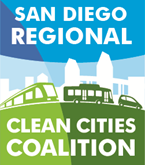 SAN DIEGO
REGIONAL
CLEAN CITIES
COALITION